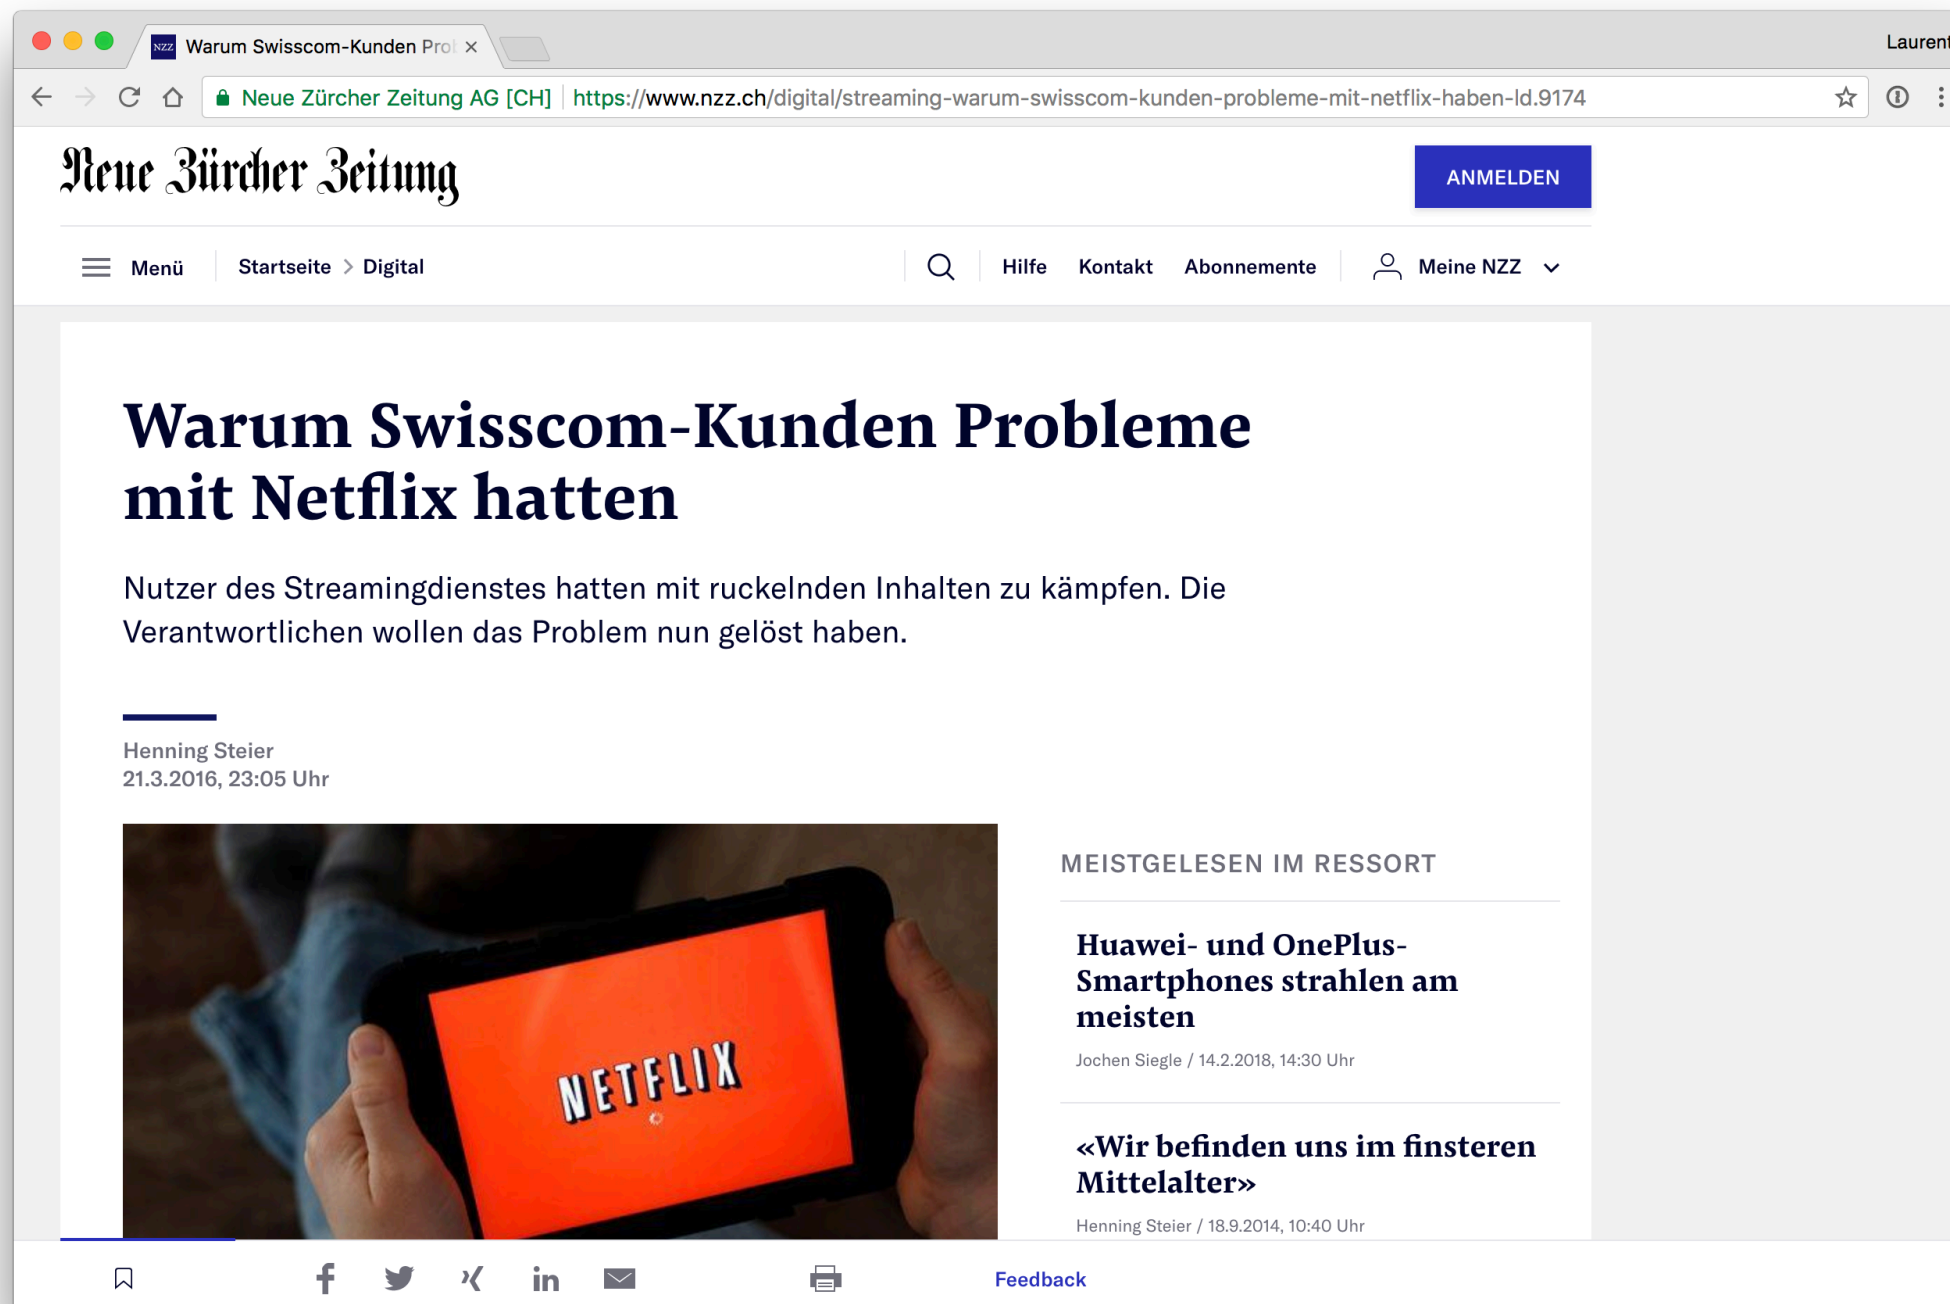 NZZ Warum Swisscom-Kunden Prob
Laurent
Neue Zürcher Zeitung AG [CH] https://www.nzz.ch/digital/streaming-warum-swisscom-kunden-probleme-mit-netflix-haben-ld.9174
Neue Zürcher Zeitung
ANMELDEN
Menü Startseite Digital Hilfe Kontakt Abonnemente Meine NZZ
Warum Swisscom-Kunden Probleme
mit Netflix hatten
Nutzer des Streamingdienstes hatten mit ruckelnden Inhalten zu kämpfen. Die
Verantwortlichen wollen das Problem nun gelöst haben.
Henning Steier
21.3.2016, 23:05 Uhr
NETFLIX
MEISTGELESEN IM RESSORT
Huawei- und OnePlus-
Smartphones strahlen am
meisten
Jochen Siegle / 14.2.2018, 14:30 Uhr
«Wir befinden uns im finsteren
Mittelalter»
Henning Steier / 18.9.2014, 10:40 Uhr
Feedback